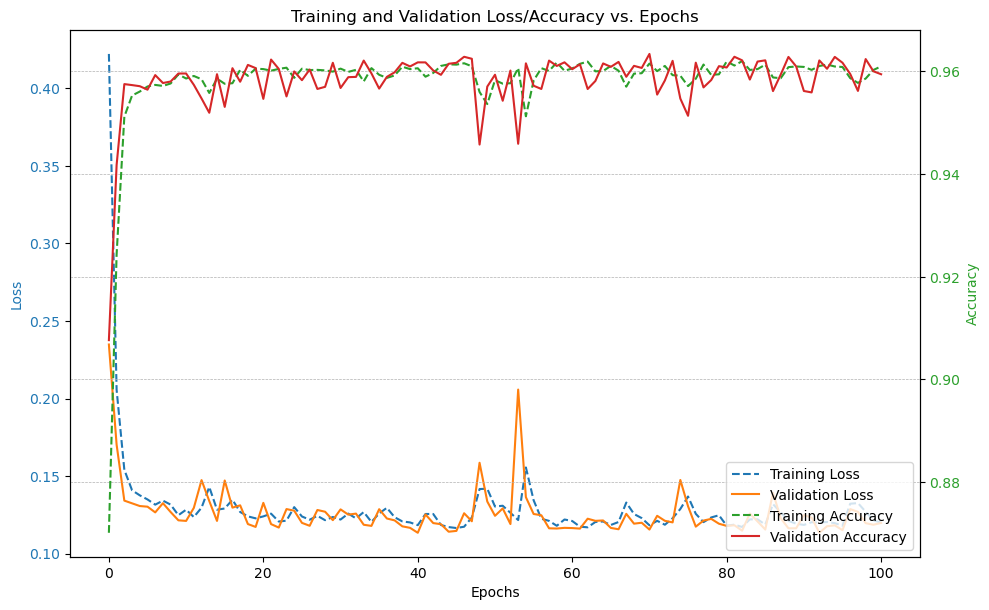 Training and Validation Loss/Accuracy vs. Epochs
Loss
0.40
0.35
0.30
0.25
0.20
0.15
0.10
0.96
0.94
0.92
0.90
0.88
Accuracy
Training Loss
Validation Loss
Training Accuracy
Validation Accuracy
0 20 40 60 80 100
Epochs